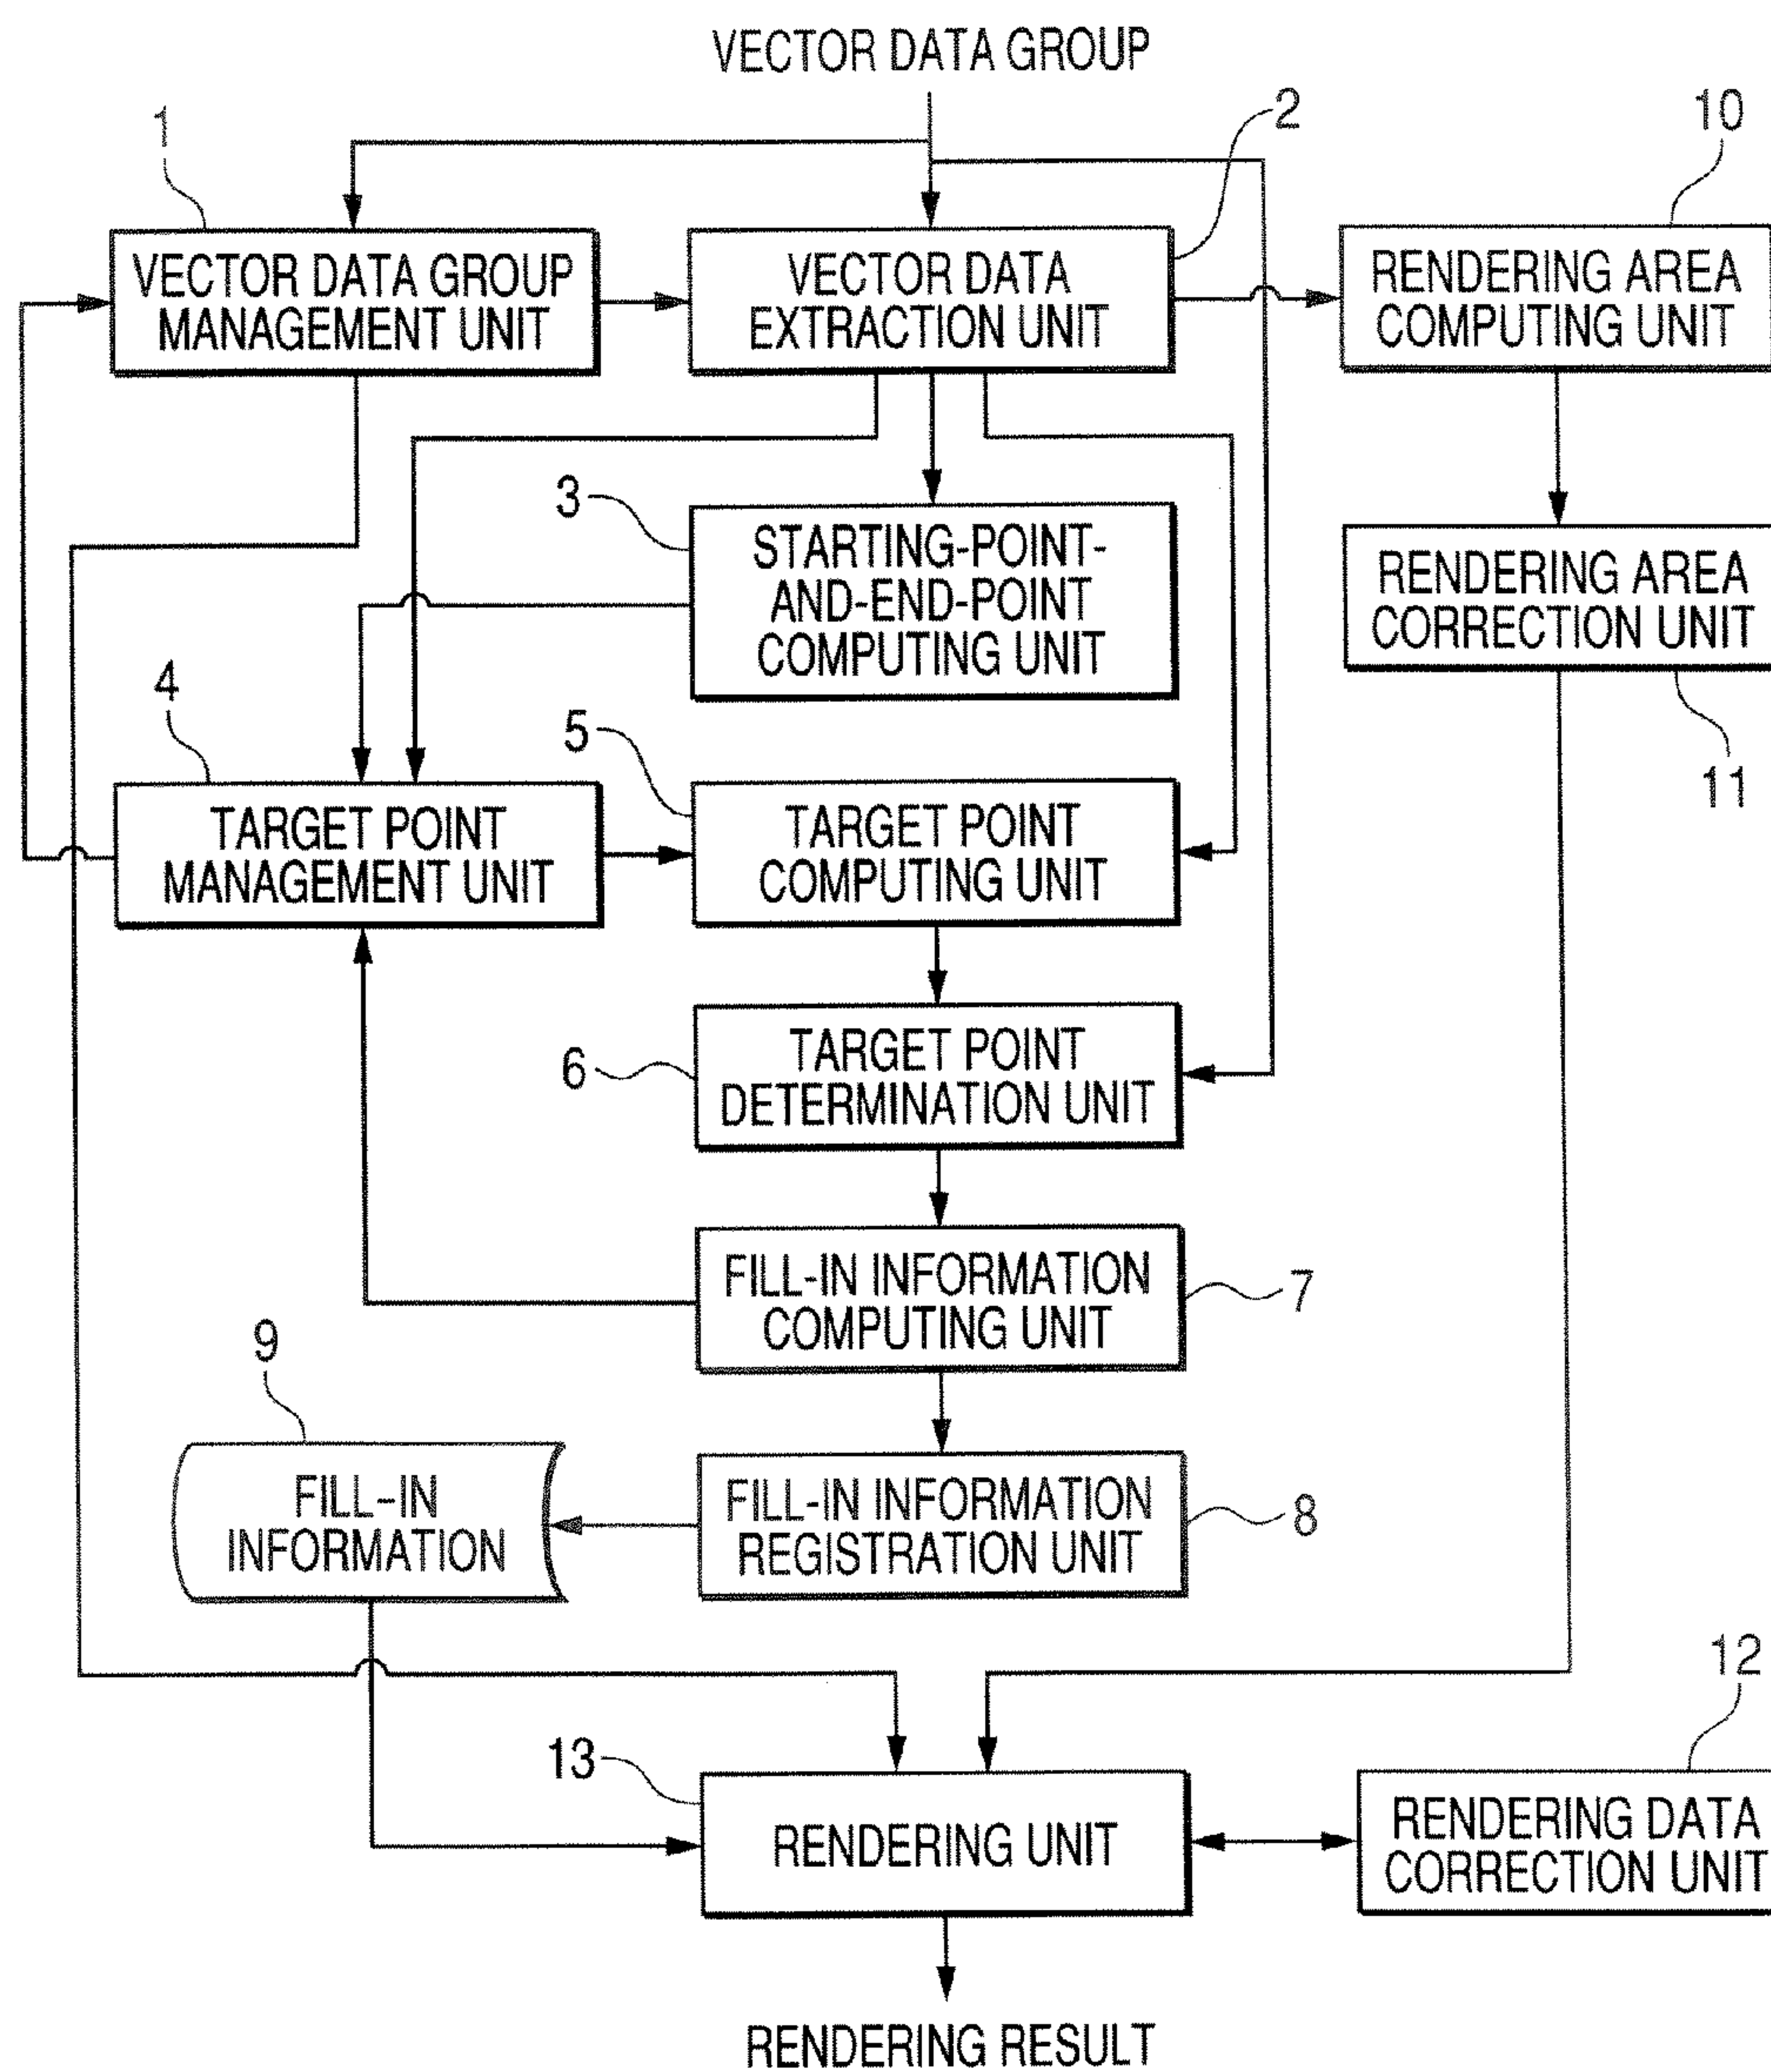 VECTOR DATA GROUP
1
2
10
VECTOR DATA GROUP
MANAGEMENT UNIT
VECTOR DATA
EXTRACTION UNIT
RENDERING AREA
COMPUTING UNIT
3
STARTING-POINT-
AND-END-POINT
COMPUTING UNIT
RENDERING AREA
CORRECTION UNIT
11
4
TARGET POINT
MANAGEMENT UNIT
5
TARGET POINT
COMPUTING UNIT
6
TARGET POINT
DETERMINATION UNIT
FILL-IN INFORMATION
COMPUTING UNIT
7
9
FILL-IN
INFORMATION
FILL-IN INFORMATION
REGISTRATION UNIT
8
12
13
RENDERING UNIT
RENDERING DATA
CORRECTION UNIT
RENDERING RESULT